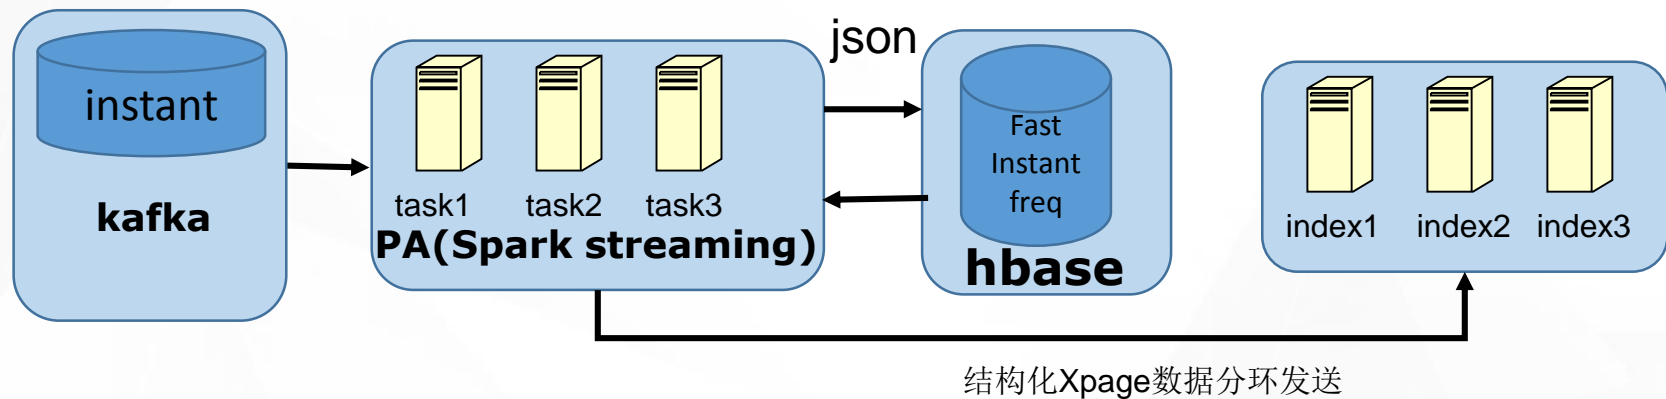 instant
kafka
task1 task2 task3
PA(Spark streaming)
json
Fast
Instant
freq
hbase
index1 index2 index3
结构化Xpage数据分环发送